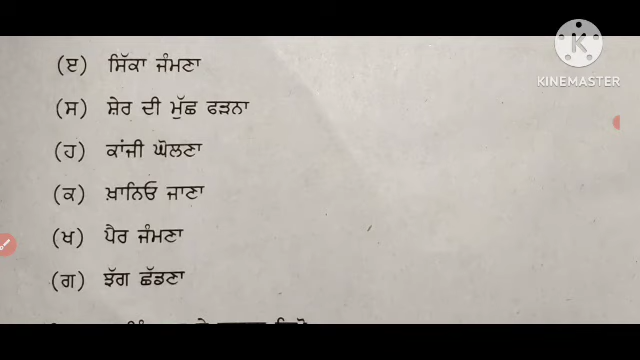 KINEMASTER
(ੲ) ਸਿੱਕਾ ਜੰਮਣਾ
(ਸ) ਸ਼ੇਰ ਦੀ ਮੁੱਛ ਫੜਨਾ
(ਹ) ਕਾਂਜੀ ਘੋਲਣਾ
(ਕ) ਖ਼ਾਨਿਓਂ ਜਾਣਾ
(ਖ) ਪੈਰ ਜੰਮਣਾ
(ਗ) ਝੱਗ ਛੱਡਣਾ